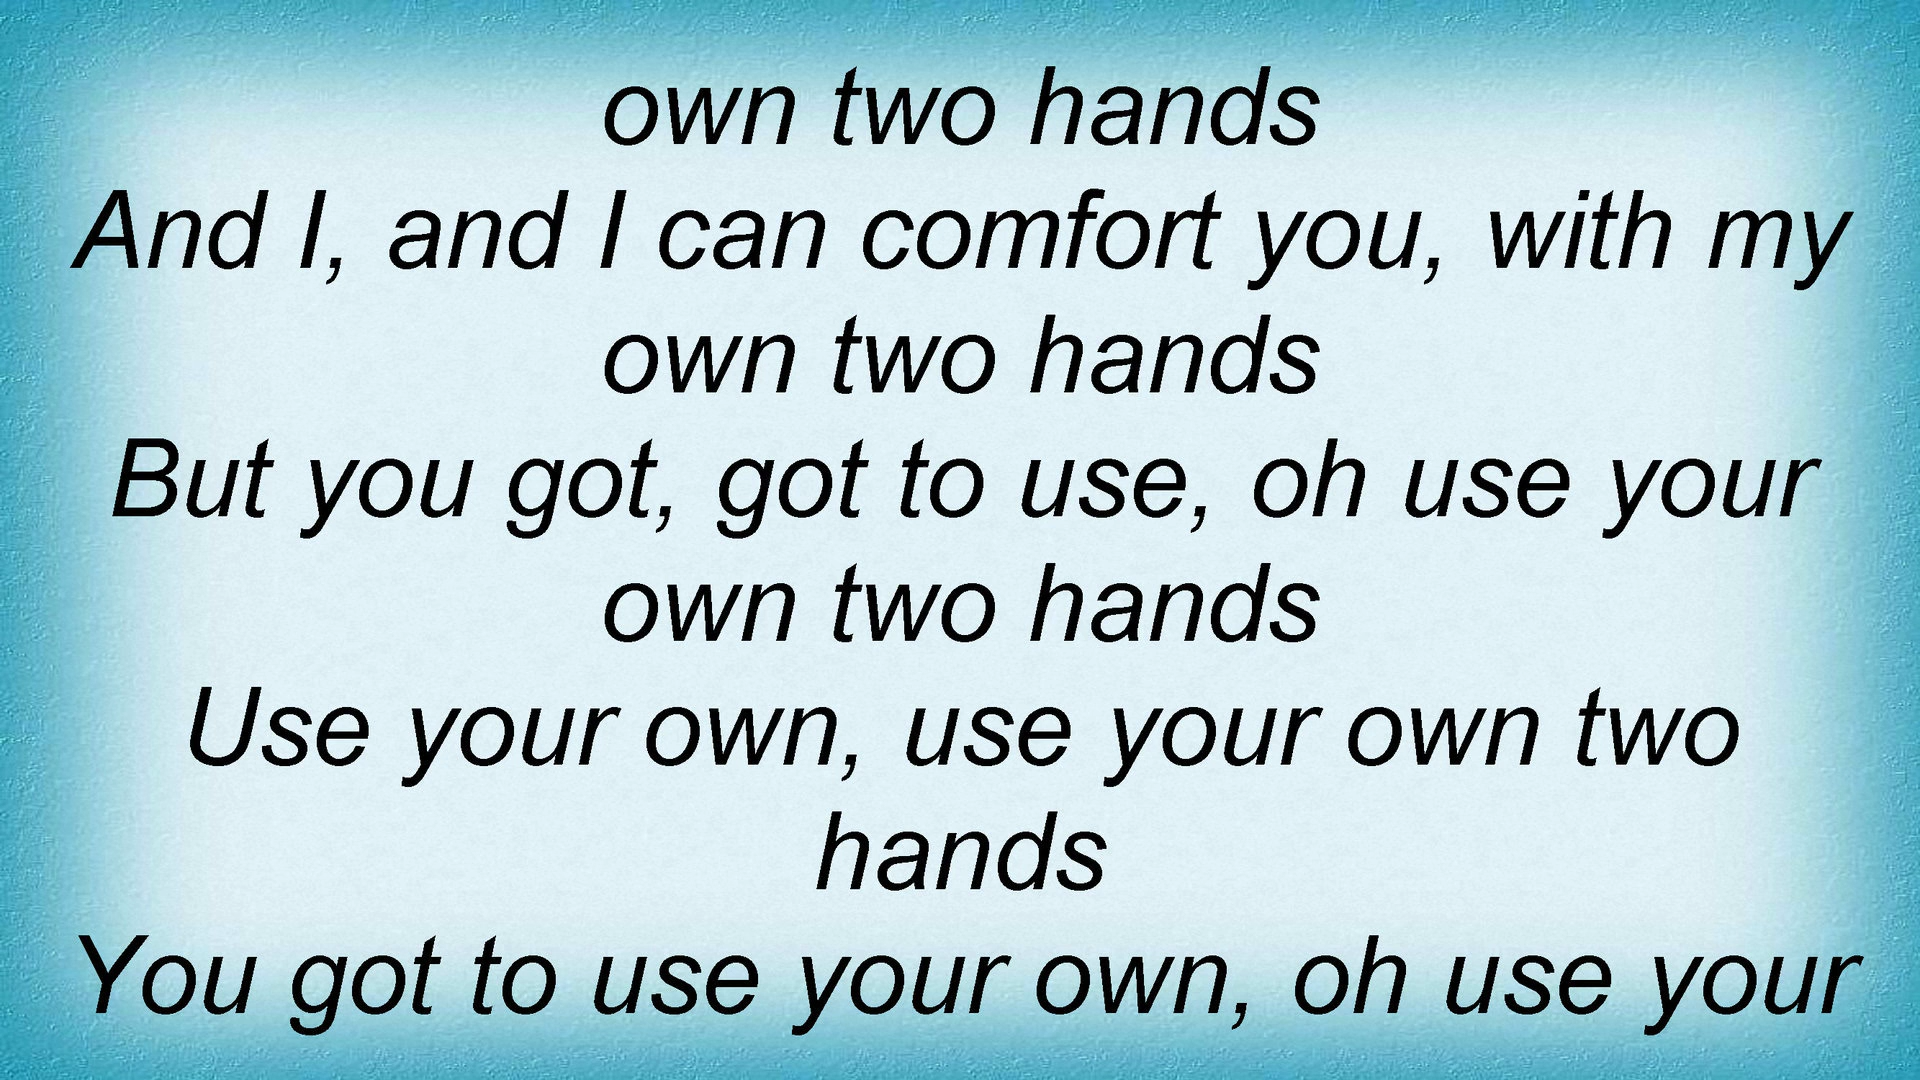 own two hands
And I, and I can comfort you, with my
own two hands
But you got, got to use, oh use your
own two hands
Use your own, use your own two
hands
You got to use your own, oh use your